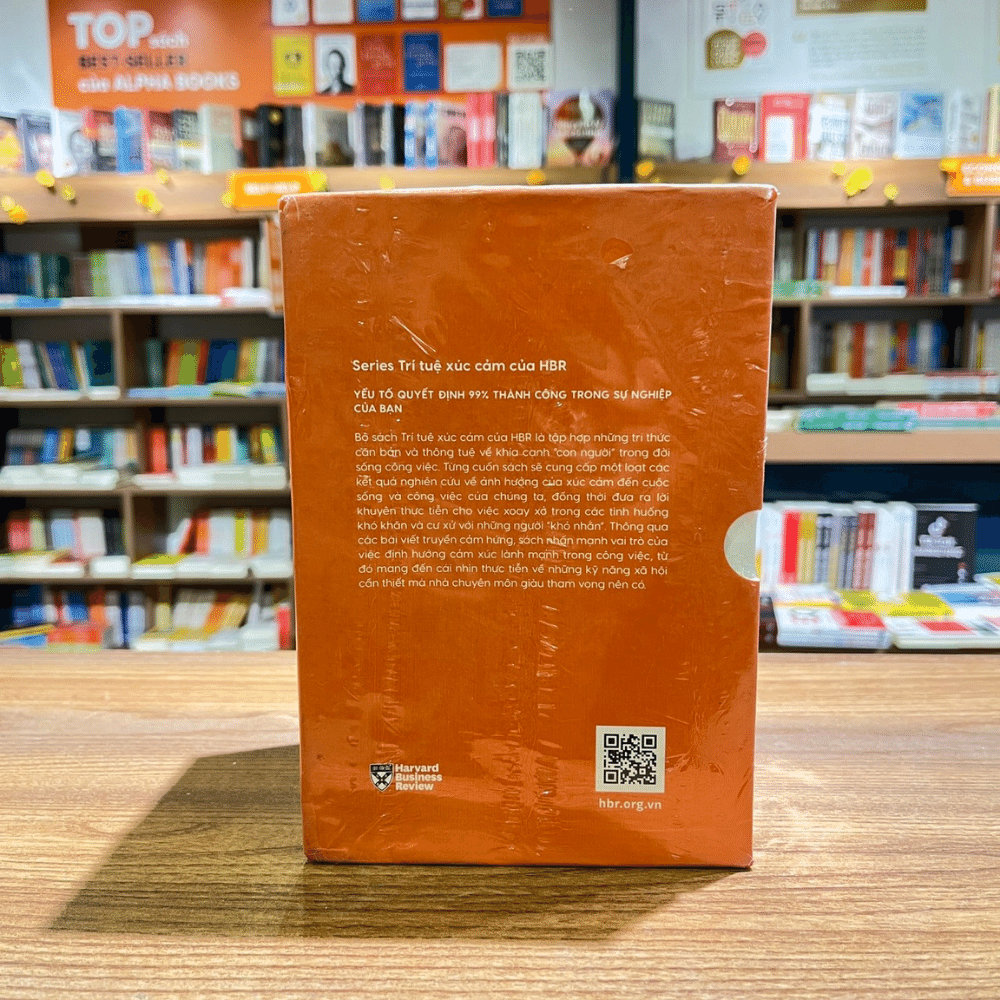 TOP sách
BEST-SELLER
của ALPHA BOOKS
Series Trí tuệ xúc cảm của HBR
YẾU TỐ QUYẾT ĐỊNH 99% THÀNH CÔNG TRONG SỰ NGHIỆP
CỦA BẠN
Bộ sách Trí tuệ xúc cảm của HBR là tập hợp những tri thức
căn bản và thông tuệ về khía cạnh "con người" trong đời
sống công việc. Từng cuốn sách sẽ cung cấp một loạt các
kết quả nghiên cứu về ảnh hưởng của xúc cảm đến cuộc
sống và công việc của chúng ta, đồng thời đưa ra lời
khuyên thực tiễn cho việc xoay xở trong các tình huống
khó khăn và cư xử với những người "khó nhằn". Thông qua
các bài viết truyền cảm hứng, sách nhấn mạnh vai trò của
việc định hướng cảm xúc lành mạnh trong công việc, từ
đó mang đến cái nhìn thực tiễn về những kỹ năng xã hội
cần thiết mà nhà chuyên môn giàu tham vọng nên có.
Harvard
Business
Review
hbr.org.vn